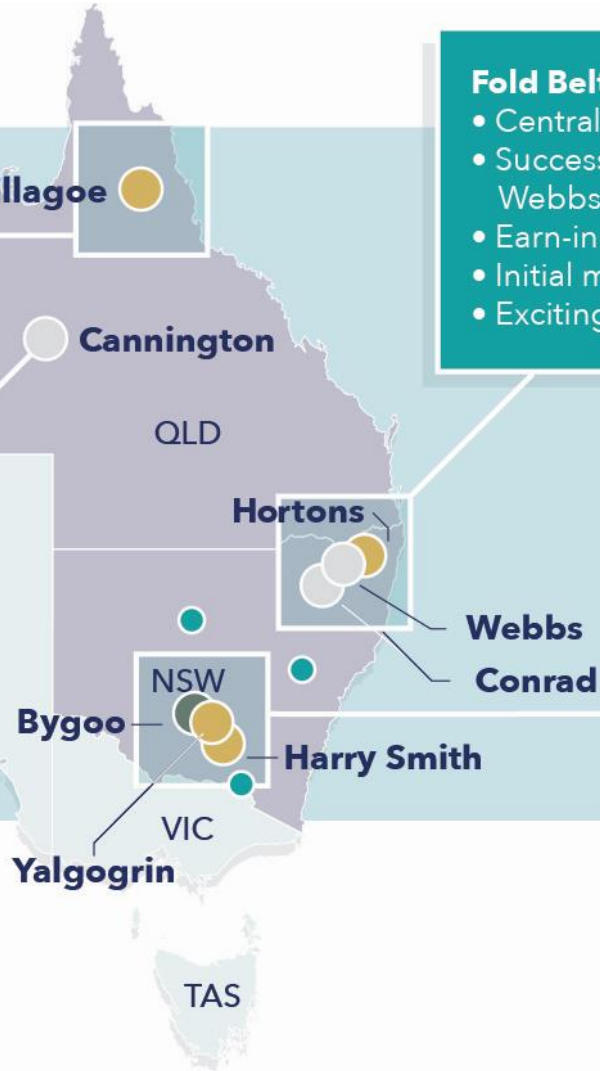 Fold Belt
• Central
• Success
Webbs
• Earn-in
• Initial m
• Exciting
llagoe
Cannington
QLD
Hortons
Webbs
Conrad
NSW
Bygoo
Harry Smith
VIC
Yalgogrin
TAS